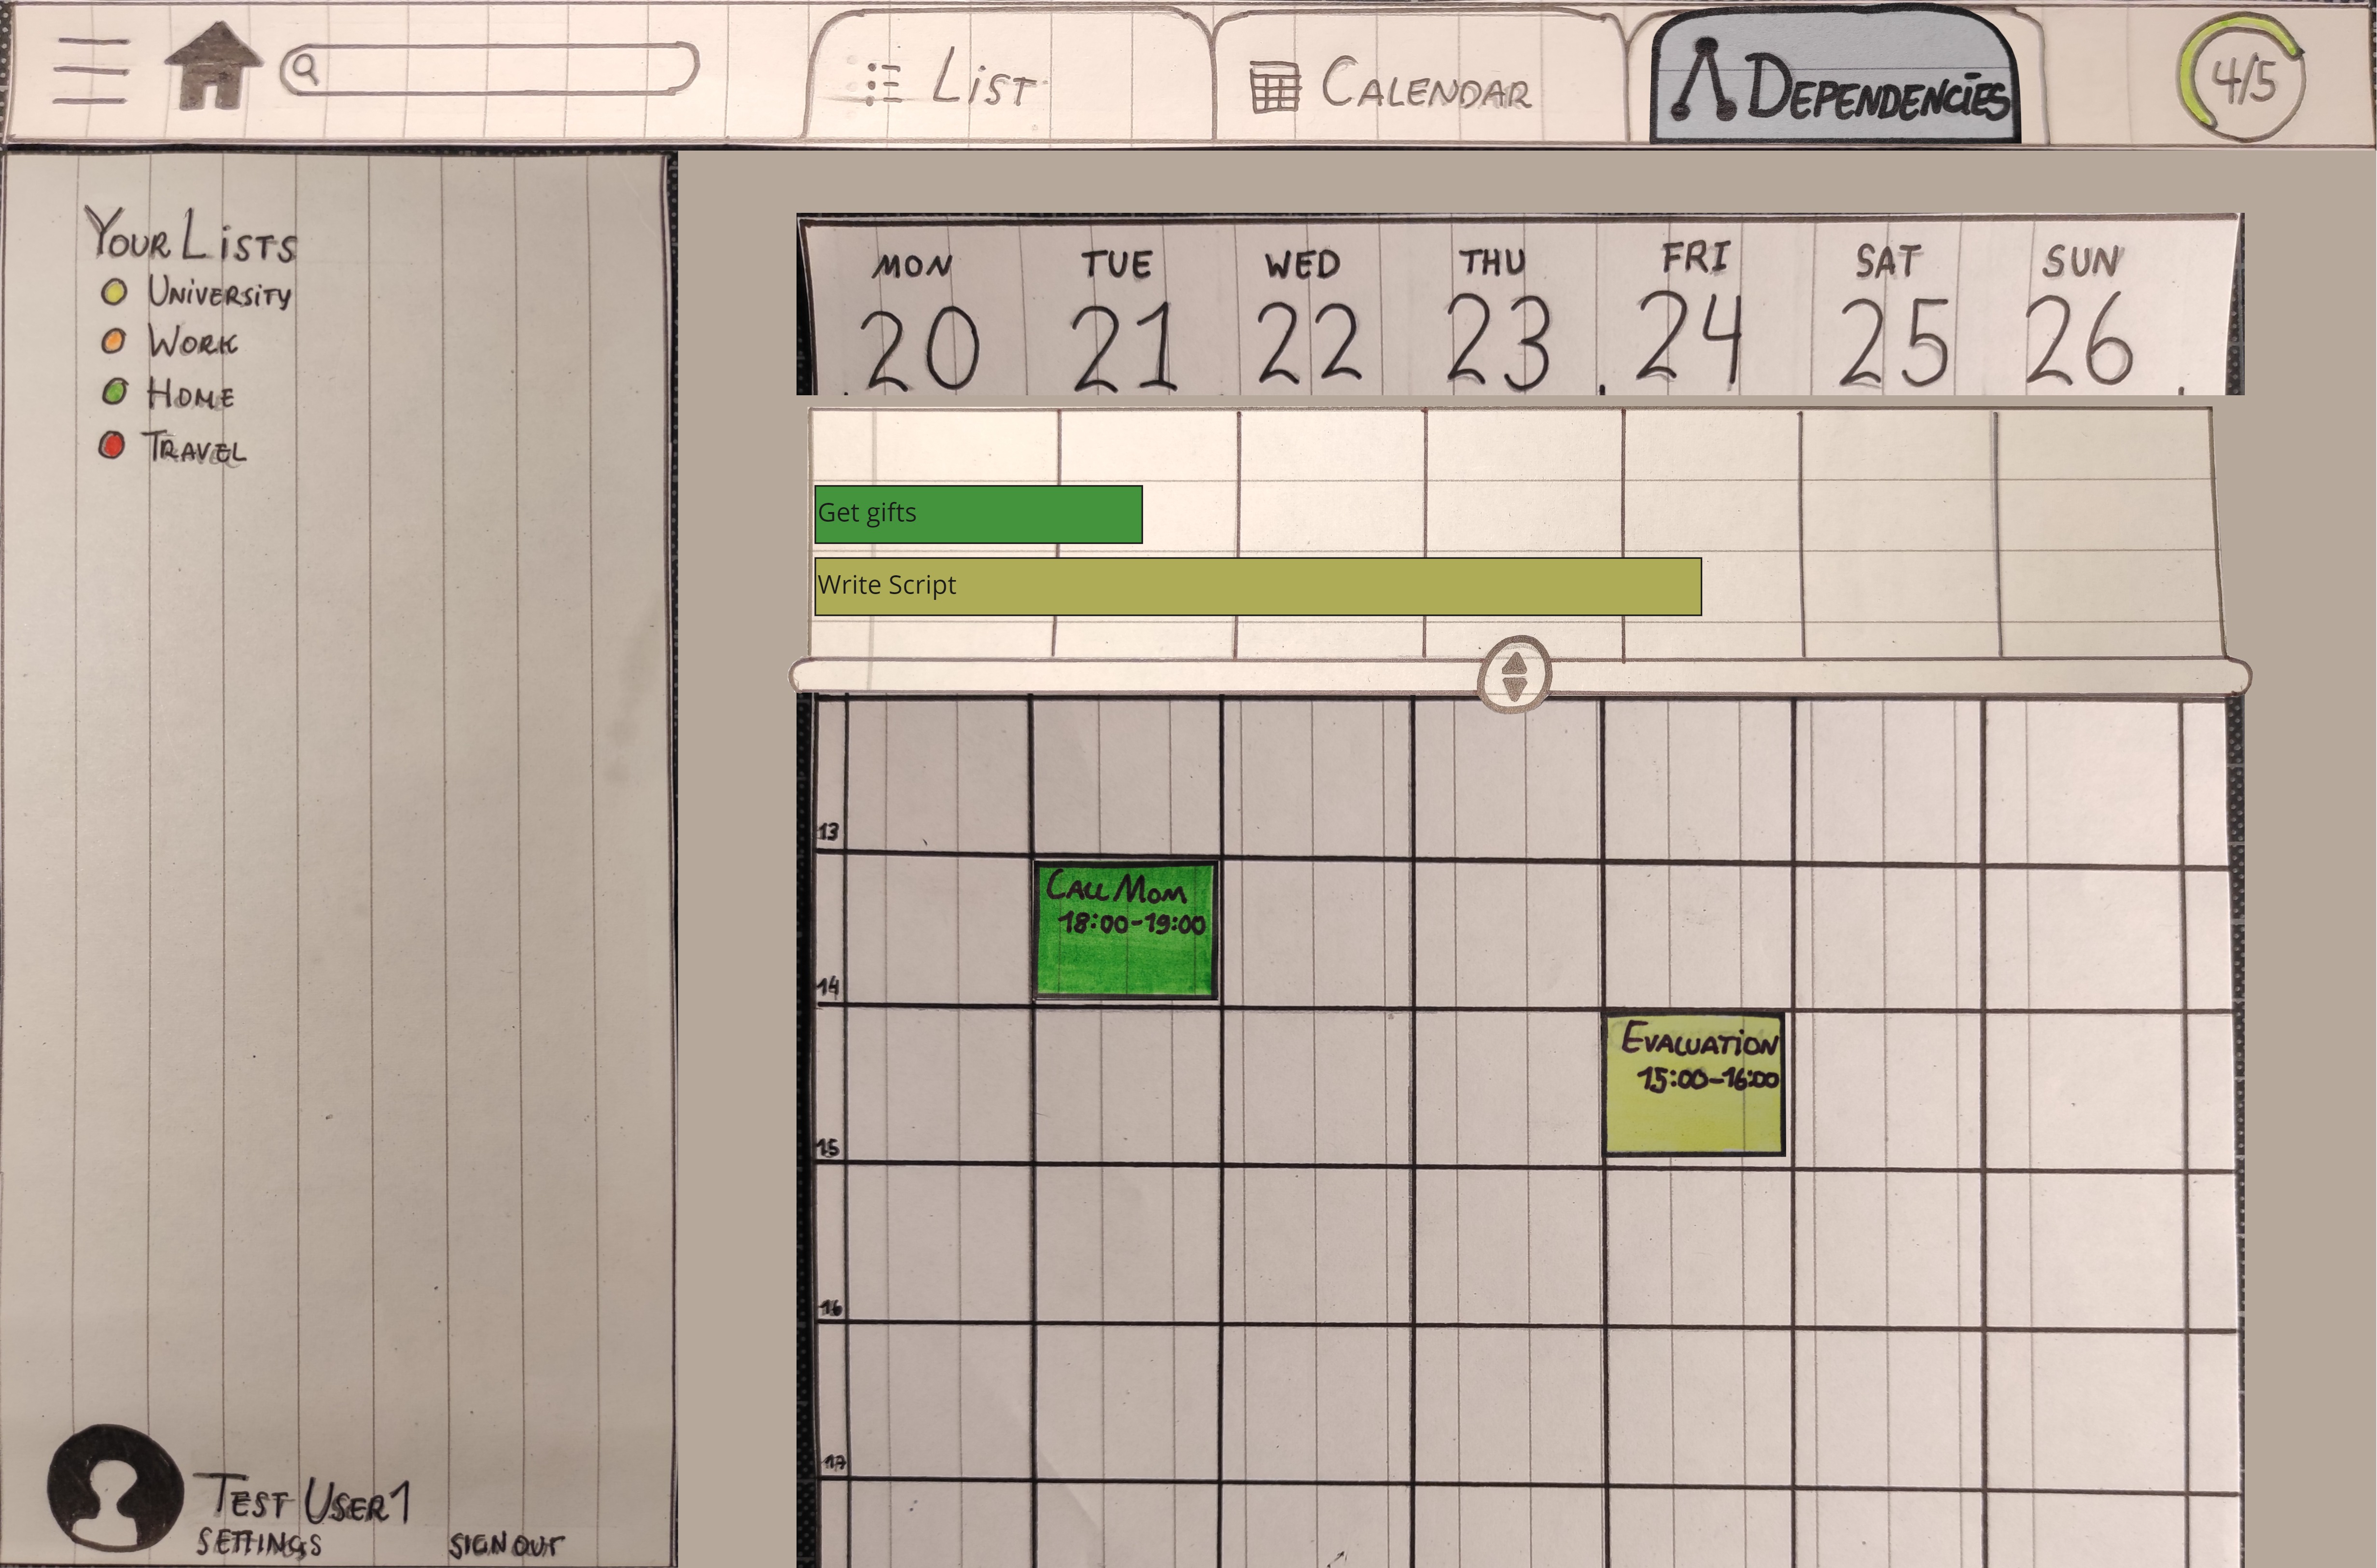 List
Calendar
Dependencies
4/5
Your Lists
University
Work
Home
Travel
Test User1
Settings
Sign out
MON TUE WED THU FRI SAT SUN
20 21 22 23 24 25 26
Get gifts
Write Script
13
Call Mom
18:00-19:00
14
Evaluation
15:00-16:00
15
16
17